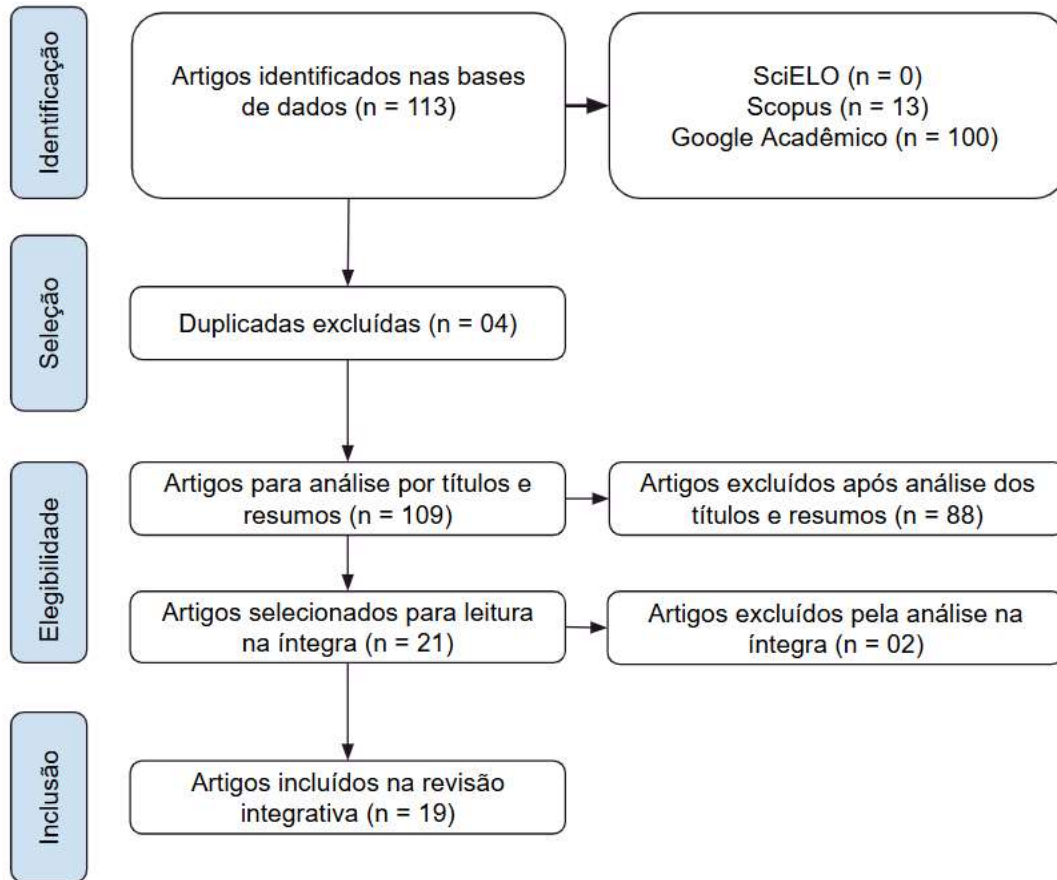 Identificação
Artigos identificados nas bases
de dados (n = 113)
SciELO (n = 0)
Scopus (n = 13)
Google Acadêmico (n = 100)
Seleção
Duplicadas excluídas (n = 04)
Elegibilidade
Artigos para análise por títulos e
resumos (n = 109)
Artigos excluídos após análise dos
títulos e resumos (n = 88)
Artigos selecionados para leitura
na íntegra (n = 21)
Artigos excluídos pela análise na
íntegra (n = 02)
Inclusão
Artigos incluídos na revisão
integrativa (n = 19)